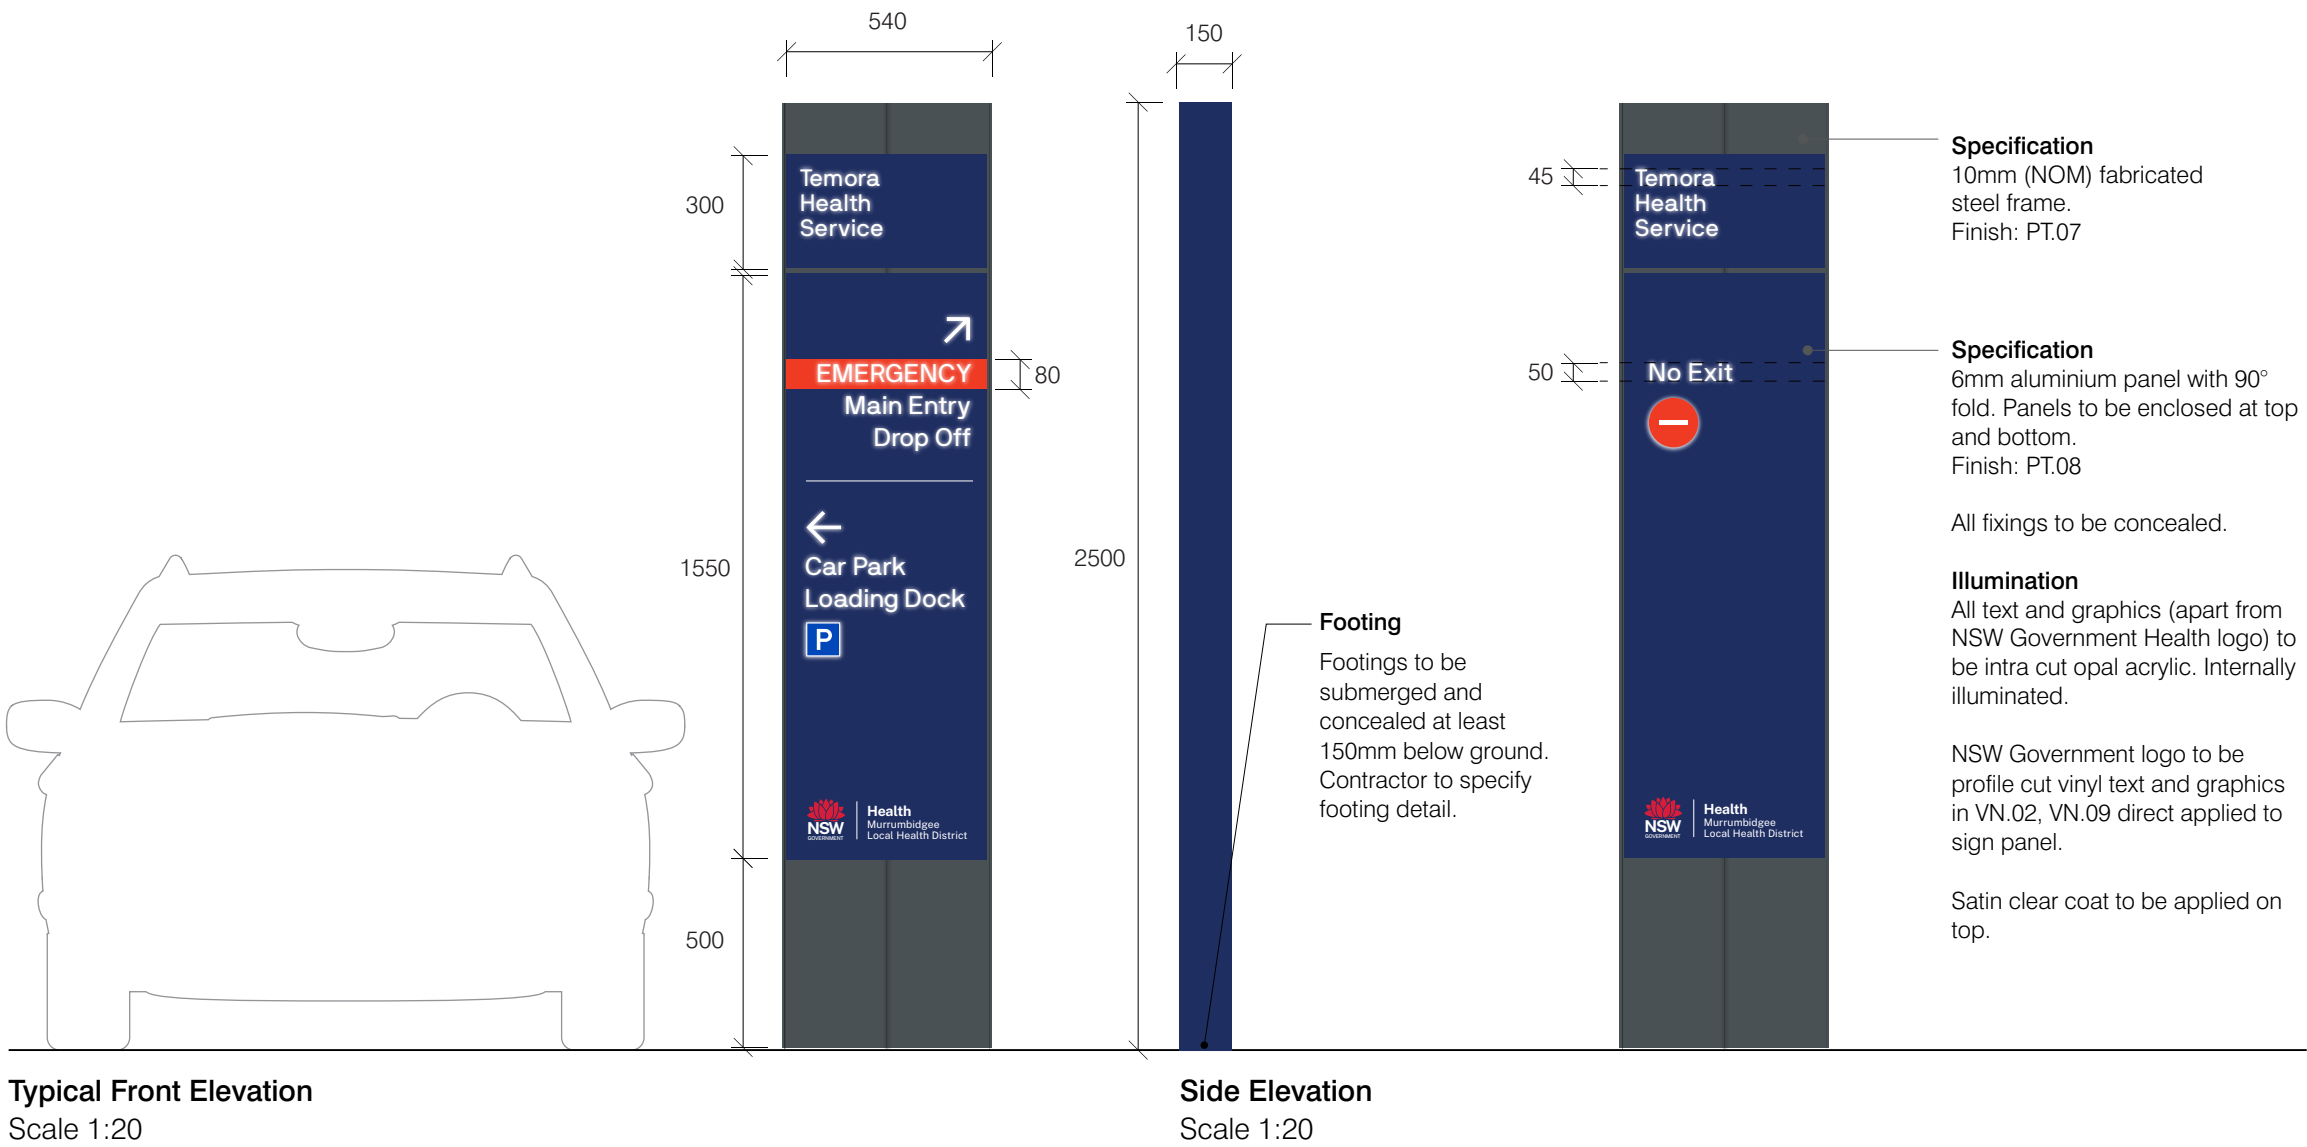 540
150
300
1550
500
Temora
Health
Service
EMERGENCY
Main Entry
Drop Off
80
Car Park
Loading Dock
P
NSW
GOVERNMENT
Health
Murrumbidgee
Local Health District
2500
Footing
Footings to be
submerged and
concealed at least
150mm below ground.
Contractor to specify
footing detail.
45
50
Temora
Health
Service
No Exit
NSW
GOVERNMENT
Health
Murrumbidgee
Local Health District
Specification
10mm (NOM) fabricated
steel frame.
Finish: PT.07
Specification
6mm aluminium panel with 90°
fold. Panels to be enclosed at top
and bottom.
Finish: PT.08
All fixings to be concealed.
Illumination
All text and graphics (apart from
NSW Government Health logo) to
be intra cut opal acrylic. Internally
illuminated.
NSW Government logo to be
profile cut vinyl text and graphics
in VN.02, VN.09 direct applied to
sign panel.
Satin clear coat to be applied on
top.
Typical Front Elevation
Scale 1:20
Side Elevation
Scale 1:20